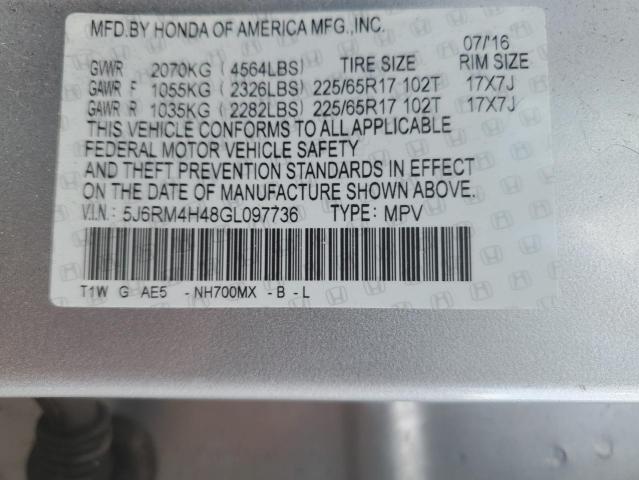 MFD.BY HONDA OF AMERICA MFG.,INC. 07/'16
GVWR 2070KG (4564LBS) TIRE SIZE RIM SIZE
GAWR F 1055KG (2326LBS) 225/65R17 102T 17X7J
GAWR R 1035KG (2282LBS) 225/65R17 102T 17X7J
THIS VEHICLE CONFORMS TO ALL APPLICABLE
FEDERAL MOTOR VEHICLE SAFETY
AND THEFT PREVENTION STANDARDS IN EFFECT
ON THE DATE OF MANUFACTURE SHOWN ABOVE.
V.I.N.: 5J6RM4H48GL097736 TYPE: MPV
T1W G AE5 - NH700MX - B - L